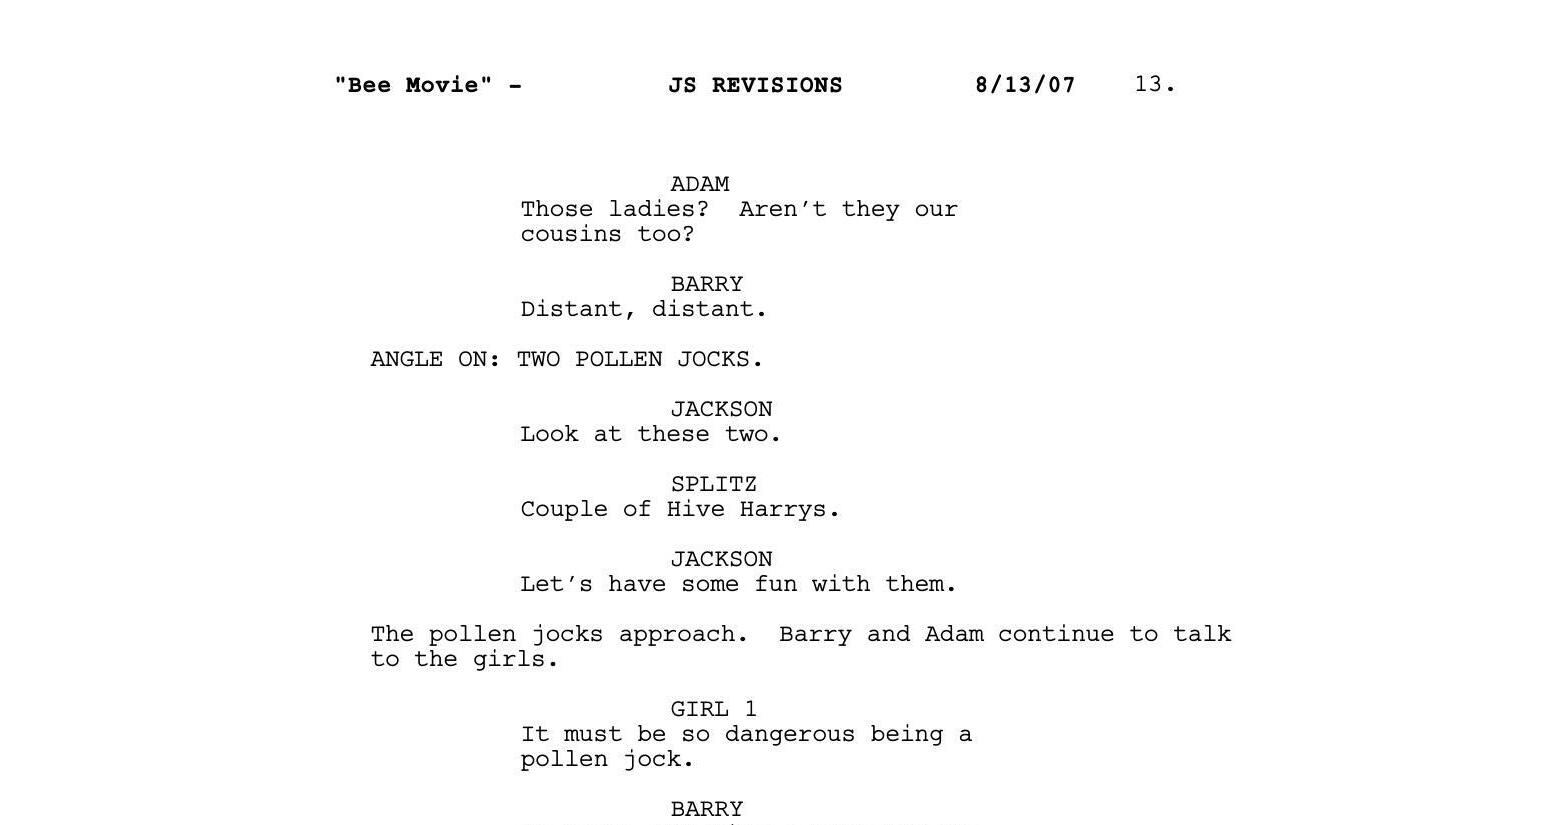 "Bee Movie" - JS REVISIONS 8/13/07 13.
ADAM
Those ladies? Aren't they our
cousins too?
BARRY
Distant, distant.
ANGLE ON: TWO POLLEN JOCKS.
JACKSON
Look at these two.
SPLITZ
Couple of Hive Harrys.
JACKSON
Let's have some fun with them.
The pollen jocks approach. Barry and Adam continue to talk
to the girls.
GIRL 1
It must be so dangerous being a
pollen jock.
BARRY